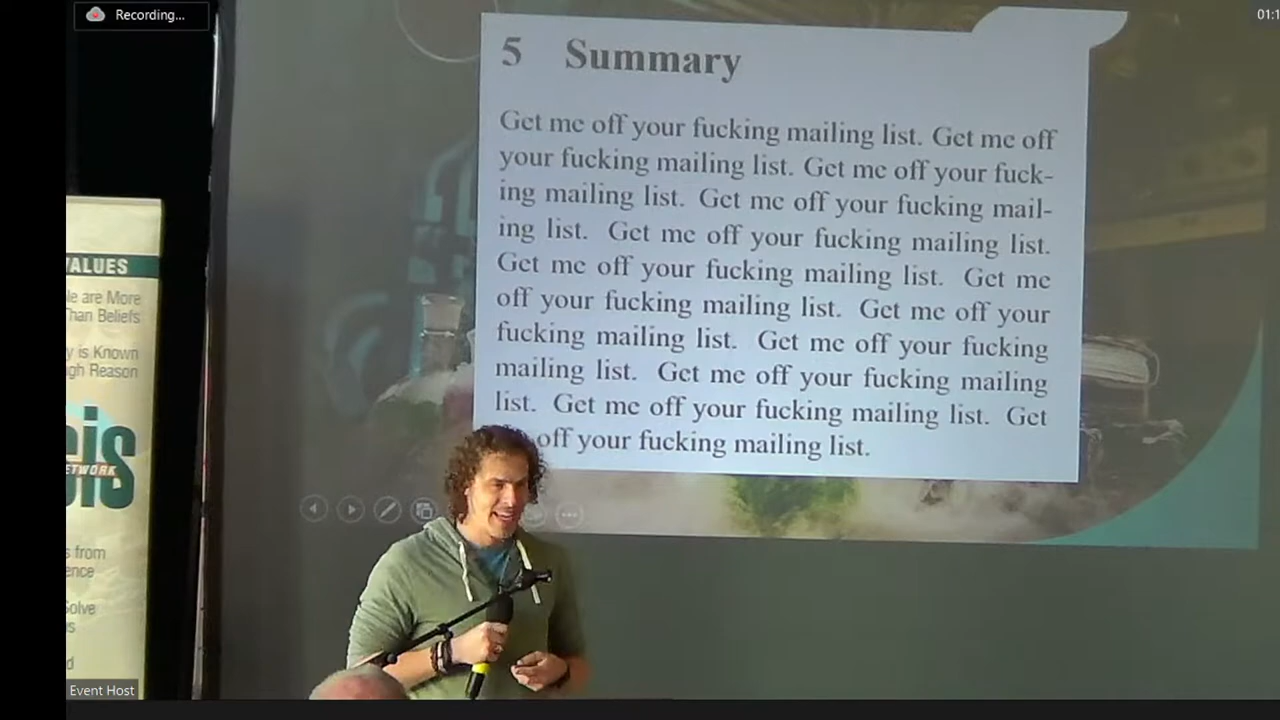 Recording...
01:1
5 Summary
Get me off your fucking mailing list. Get me off
your fucking mailing list. Get me off your fuck-
ing mailing list. Get me off your fucking mail-
ing list. Get me off your fucking mailing list.
Get me off your fucking mailing list. Get me
off your fucking mailing list. Get me off your
fucking mailing list. Get me off your fucking
mailing list. Get me off your fucking mailing
list. Get me off your fucking mailing list. Get
off your fucking mailing list.
VALUES
le are More
Than Beliefs
y is Known
gh Reason
sis
ETWORK
s from
ence
Solve
s
d
Event Host